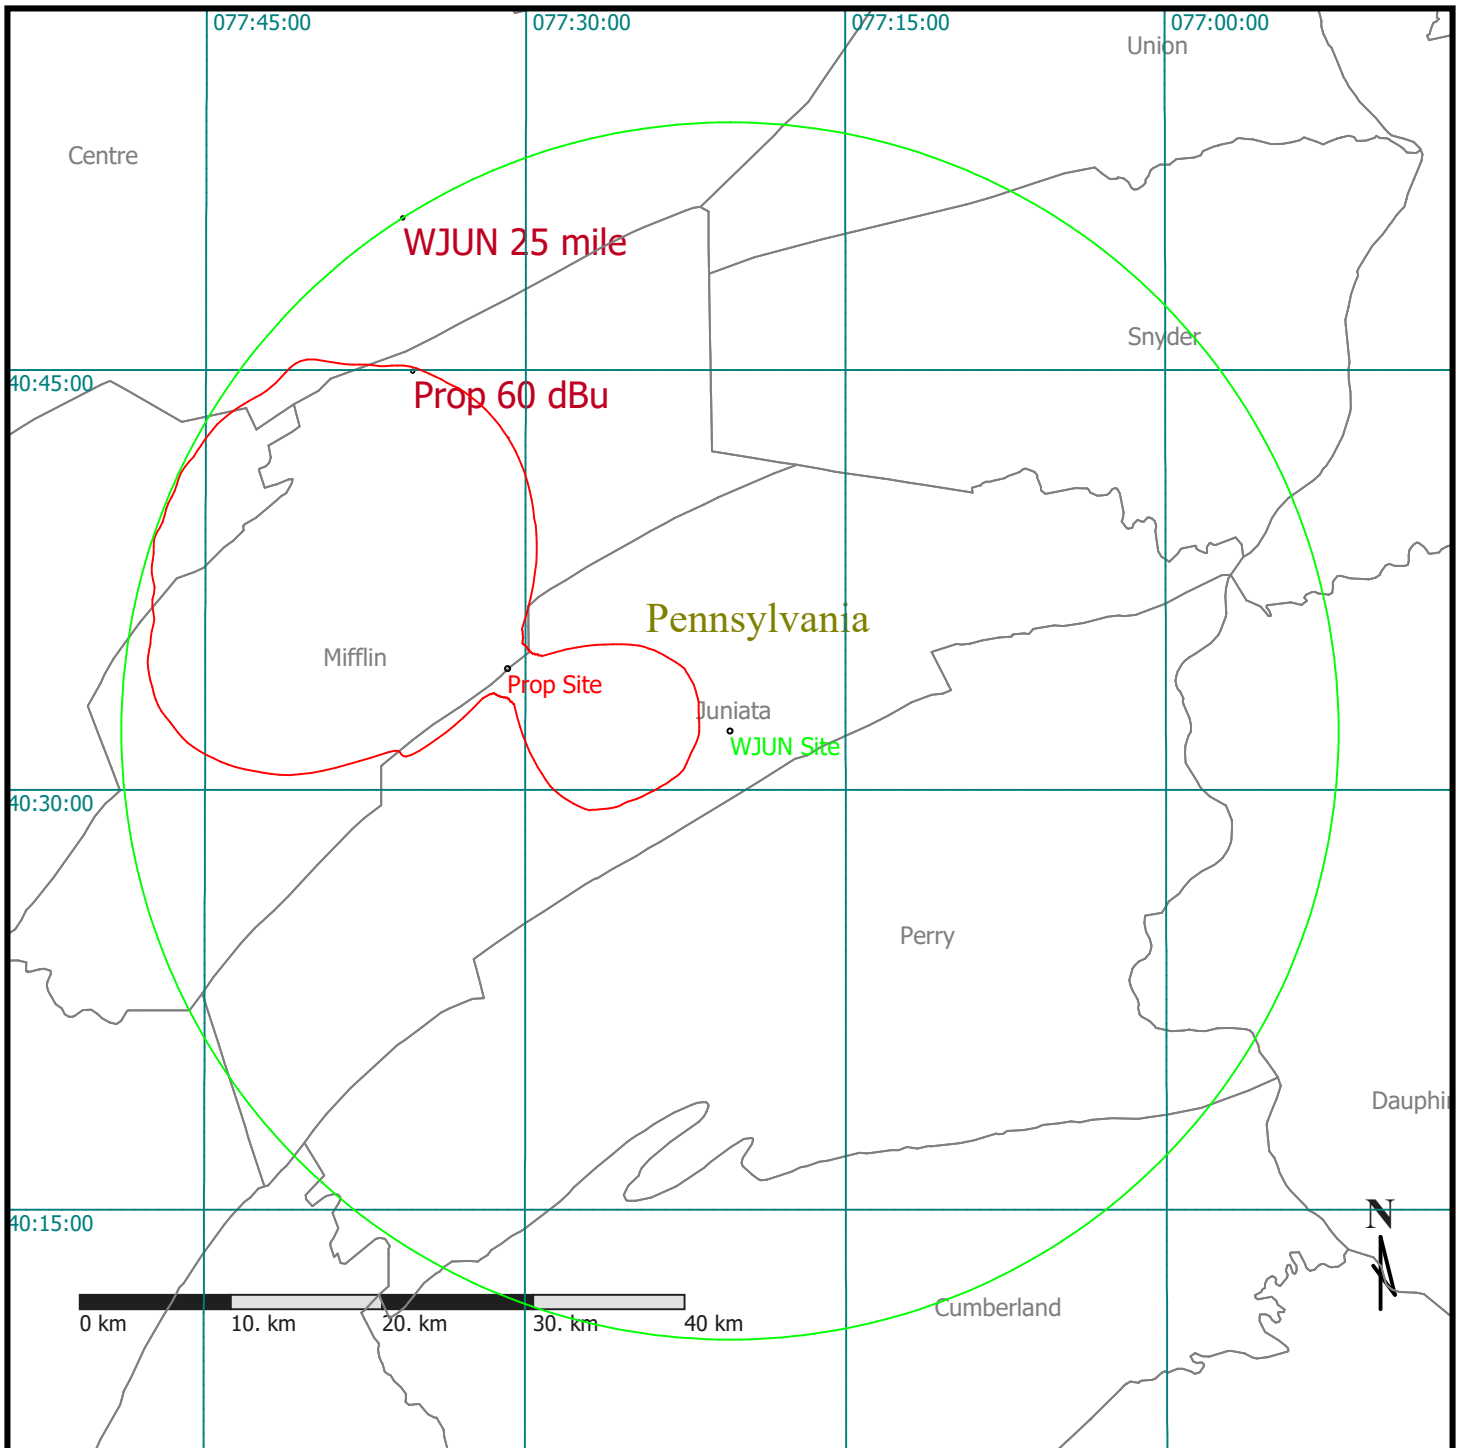 077:45:00
077:30:00
077:15:00
077:00:00
Union
Centre
WJUN 25 mile
Snyder
40:45:00
Prop 60 dBu
Pennsylvania
Mifflin
Prop Site
Juniata
WJUN Site
40:30:00
Perry
Dauphin
40:15:00
N
Cumberland
0 km
10. km
20. km
30. km
40 km